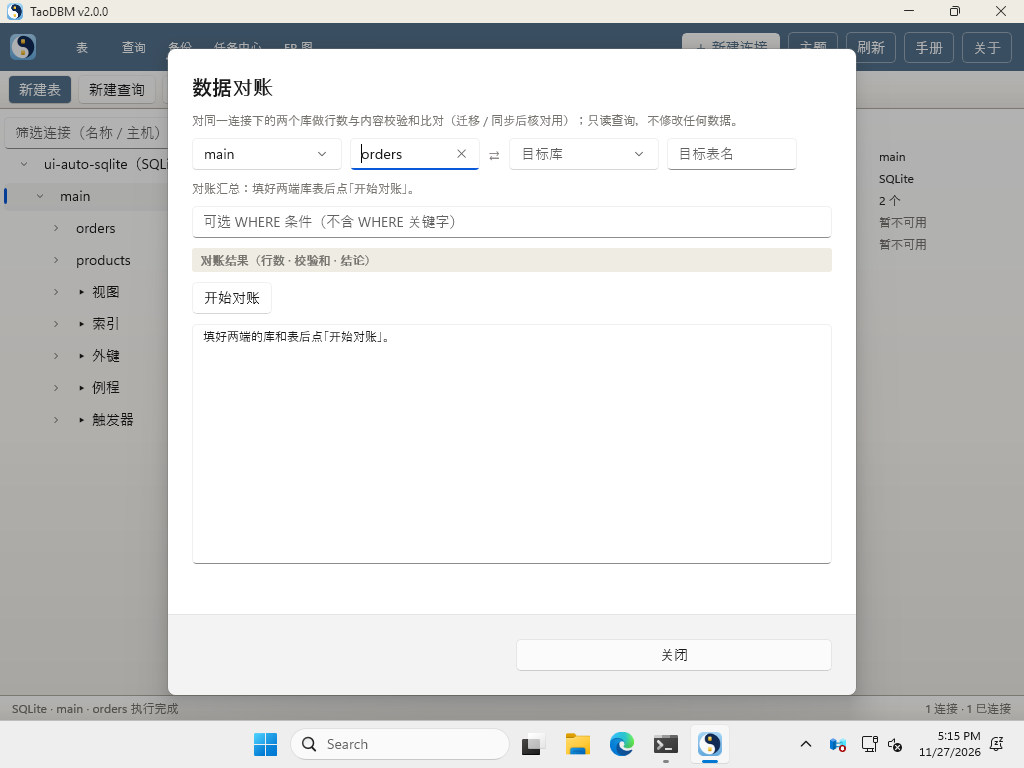 TaoDBM v2.0.0
表 查询 备份 任务中心 ER 图 + 新建连接 主题 刷新 手册 关于
新建表 新建查询
筛选连接（名称 / 主机）
ui-auto-sqlite（SQLi
main
orders
products
▸ 视图
▸ 索引
▸ 外键
▸ 例程
▸ 触发器
数据对账
对同一连接下的两个库做行数与内容校验和比对（迁移 / 同步后核对用）；只读查询，不修改任何数据。
main orders ⇄ 目标库 目标表名
对账汇总：填好两端库表后点「开始对账」。
可选 WHERE 条件（不含 WHERE 关键字）
对账结果（行数 · 校验和 · 结论）
开始对账
填好两端的库和表后点「开始对账」。
关闭
main
SQLite
2 个
暂不可用
暂不可用
SQLite · main · orders 执行完成
1 连接 · 1 已连接
Search
5:15 PM
11/27/2026